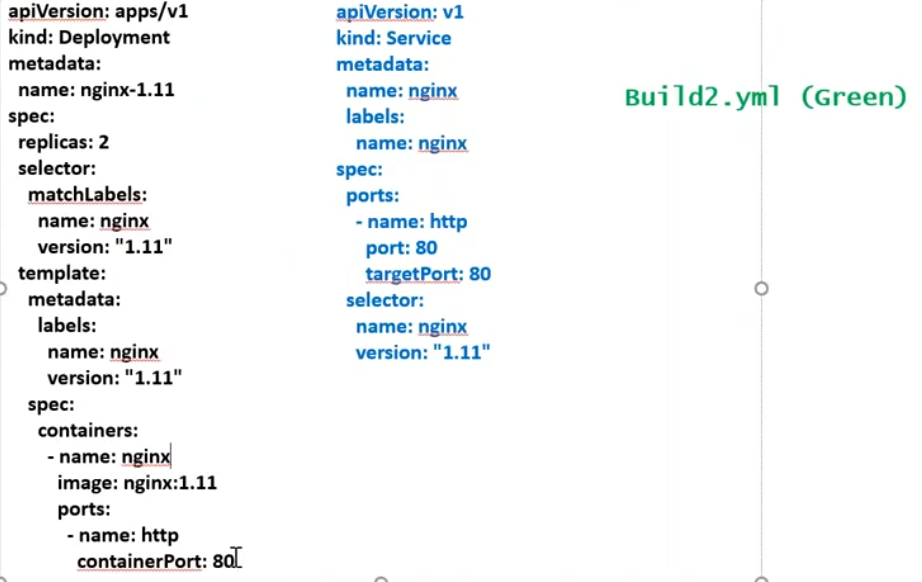 apiVersion: apps/v1
kind: Deployment
metadata:
  name: nginx-1.11
spec:
  replicas: 2
  selector:
    matchLabels:
      name: nginx
      version: "1.11"
  template:
    metadata:
      labels:
        name: nginx
        version: "1.11"
    spec:
      containers:
        - name: nginx
          image: nginx:1.11
          ports:
            - name: http
              containerPort: 80
apiVersion: v1
kind: Service
metadata:
  name: nginx
  labels:
    name: nginx
spec:
  ports:
    - name: http
      port: 80
      targetPort: 80
  selector:
    name: nginx
    version: "1.11"
Build2.yml (Green)